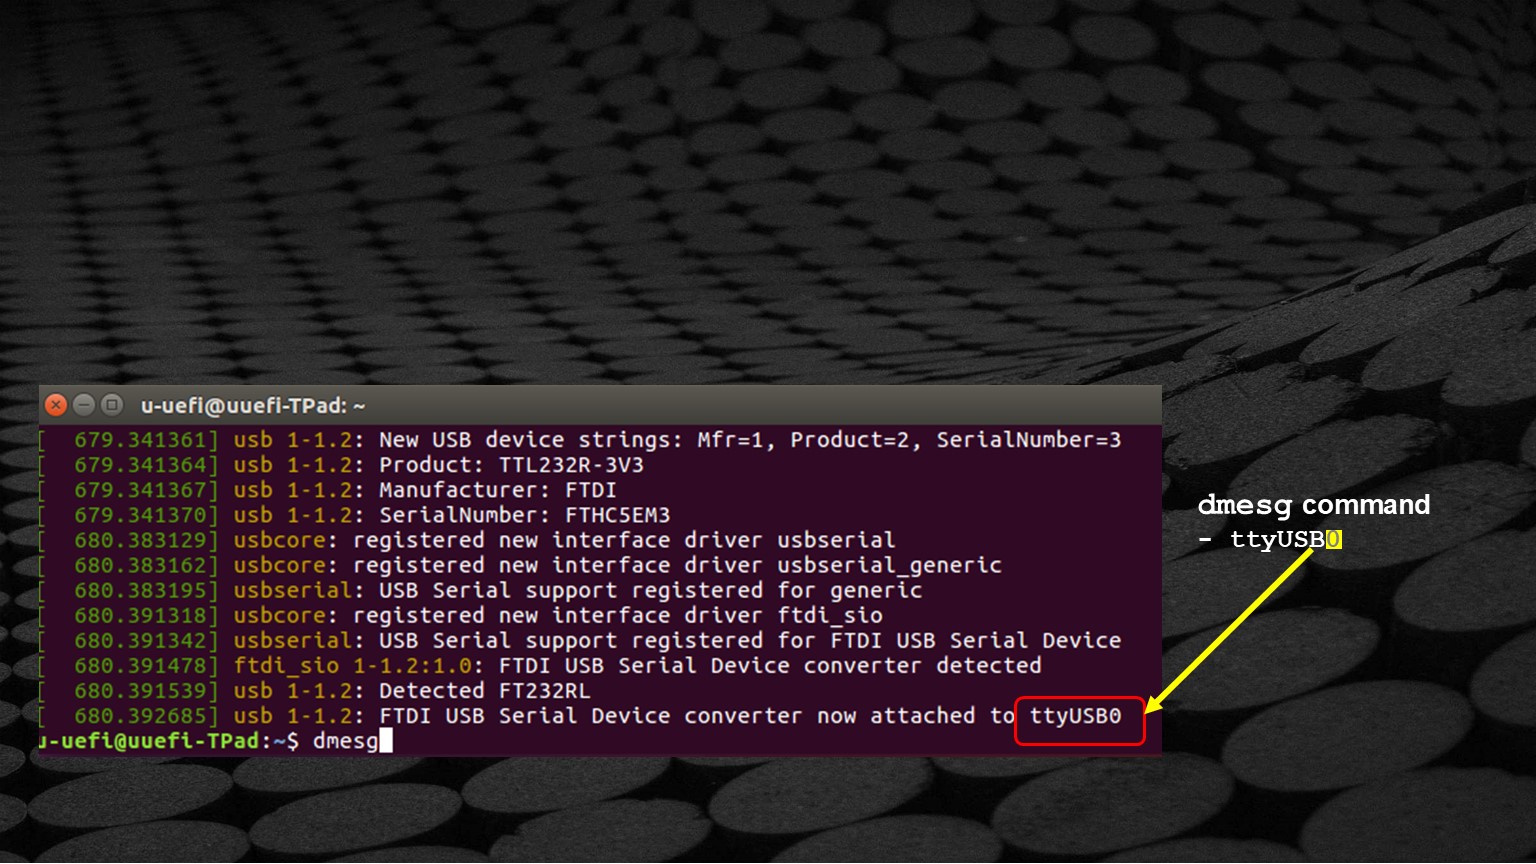 u-uefi@uuefi-TPad: ~
[  679.341361] usb 1-1.2: New USB device strings: Mfr=1, Product=2, SerialNumber=3
[  679.341364] usb 1-1.2: Product: TTL232R-3V3
[  679.341367] usb 1-1.2: Manufacturer: FTDI
[  679.341370] usb 1-1.2: SerialNumber: FTHC5EM3
[  680.383129] usbcore: registered new interface driver usbserial
[  680.383162] usbcore: registered new interface driver usbserial_generic
[  680.383195] usbserial: USB Serial support registered for generic
[  680.391318] usbcore: registered new interface driver ftdi_sio
[  680.391342] usbserial: USB Serial support registered for FTDI USB Serial Device
[  680.391478] ftdi_sio 1-1.2:1.0: FTDI USB Serial Device converter detected
[  680.391539] usb 1-1.2: Detected FT232RL
[  680.392685] usb 1-1.2: FTDI USB Serial Device converter now attached to ttyUSB0
u-uefi@uuefi-TPad:~$ dmesg
dmesg command
- ttyUSB0